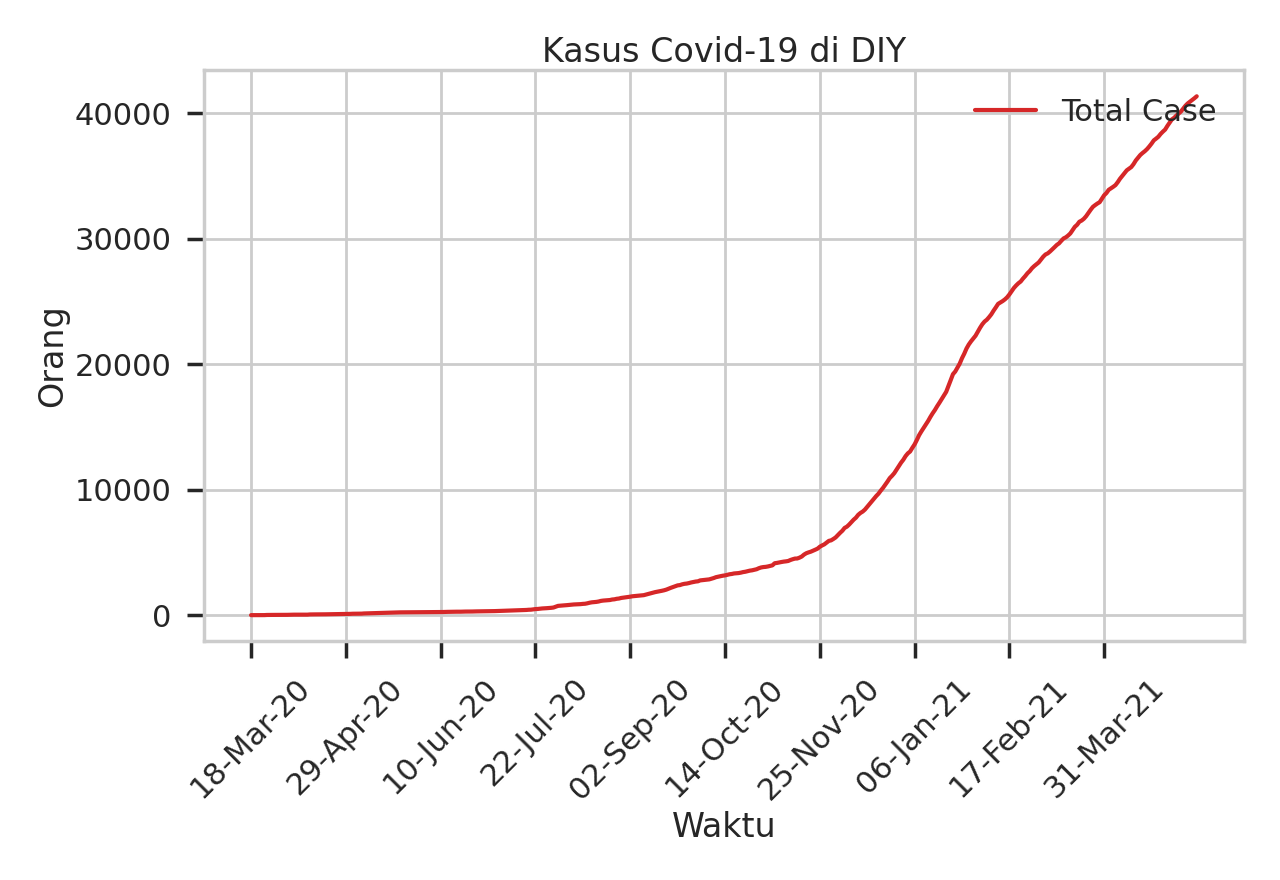 Kasus Covid-19 di DIY
Total Case
Orang
40000
30000
20000
10000
0
18-Mar-20
29-Apr-20
10-Jun-20
22-Jul-20
02-Sep-20
14-Oct-20
25-Nov-20
06-Jan-21
17-Feb-21
31-Mar-21
Waktu